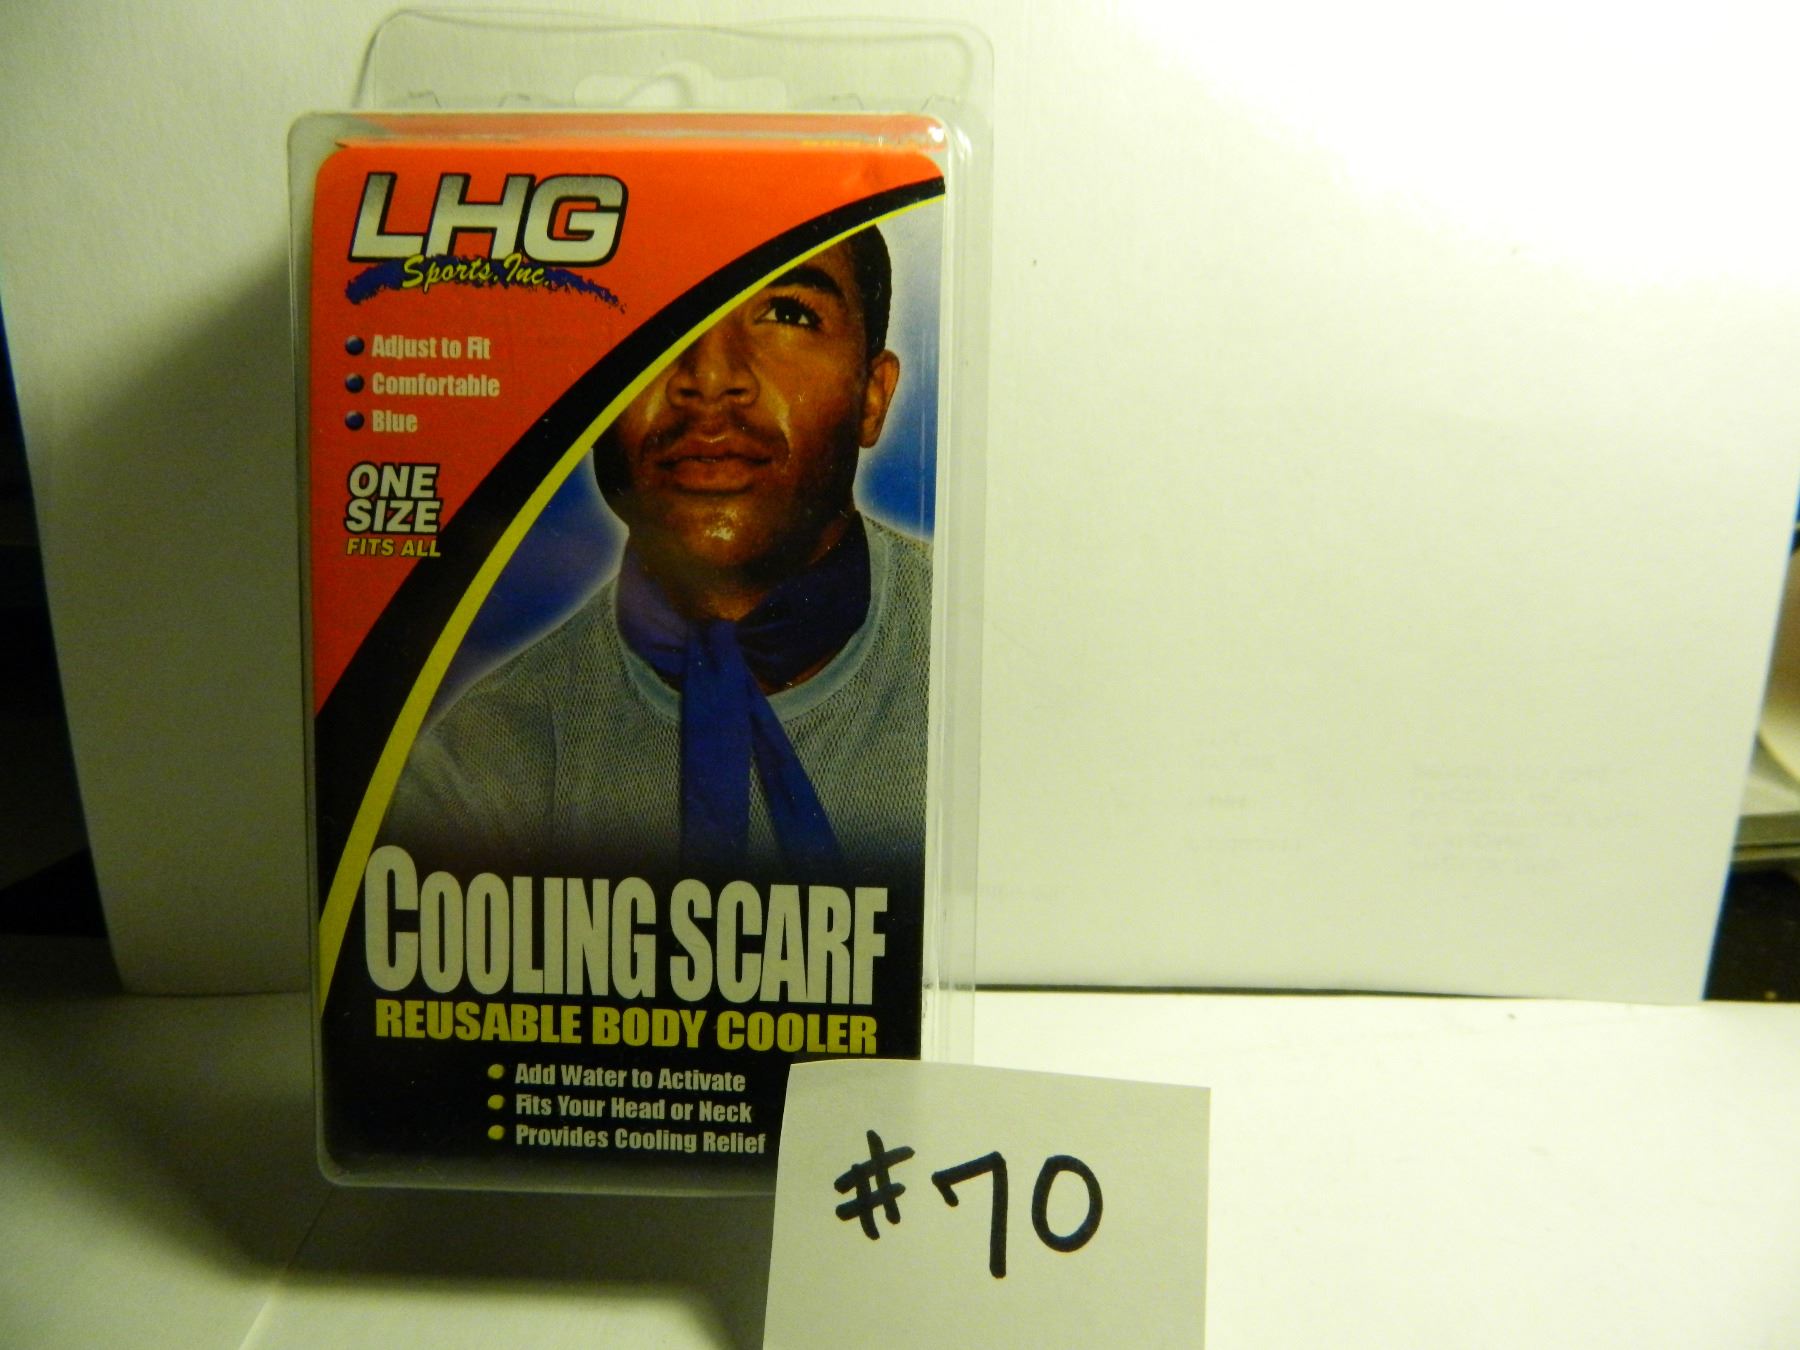 LHG
Sports, Inc.
Adjust to Fit
Comfortable
Blue
ONE
SIZE
FITS ALL
COOLING SCARF
REUSABLE BODY COOLER
Add Water to Activate
Fits Your Head or Neck
Provides Cooling Relief
#70